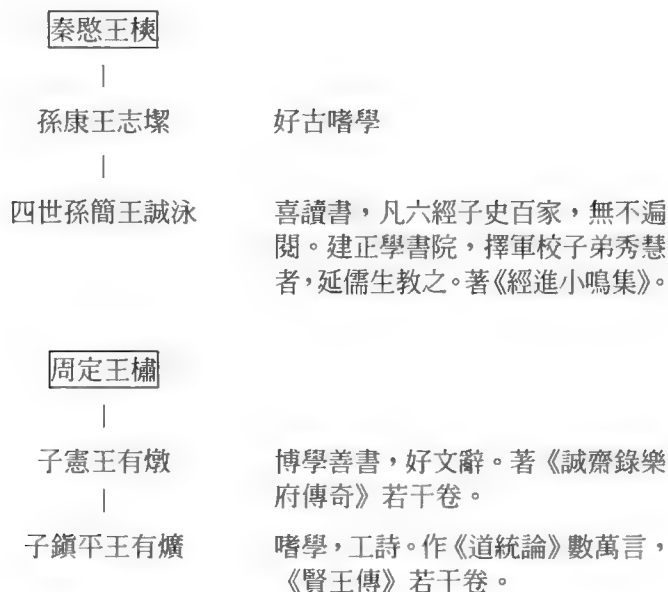 秦愍王樉
孫康王志𡐤 好古嗜學
四世孫簡王誠泳 喜讀書，凡六經子史百家，無不遍
閱。建正學書院，擇軍校子弟秀慧
者，延儒生教之。著《經進小鳴集》。
周定王橚
子憲王有燉 博學善書，好文辭。著《誠齋錄樂
府傳奇》若干卷。
子鎮平王有爌 嗜學，工詩。作《道統論》數萬言，
《賢王傳》若干卷。